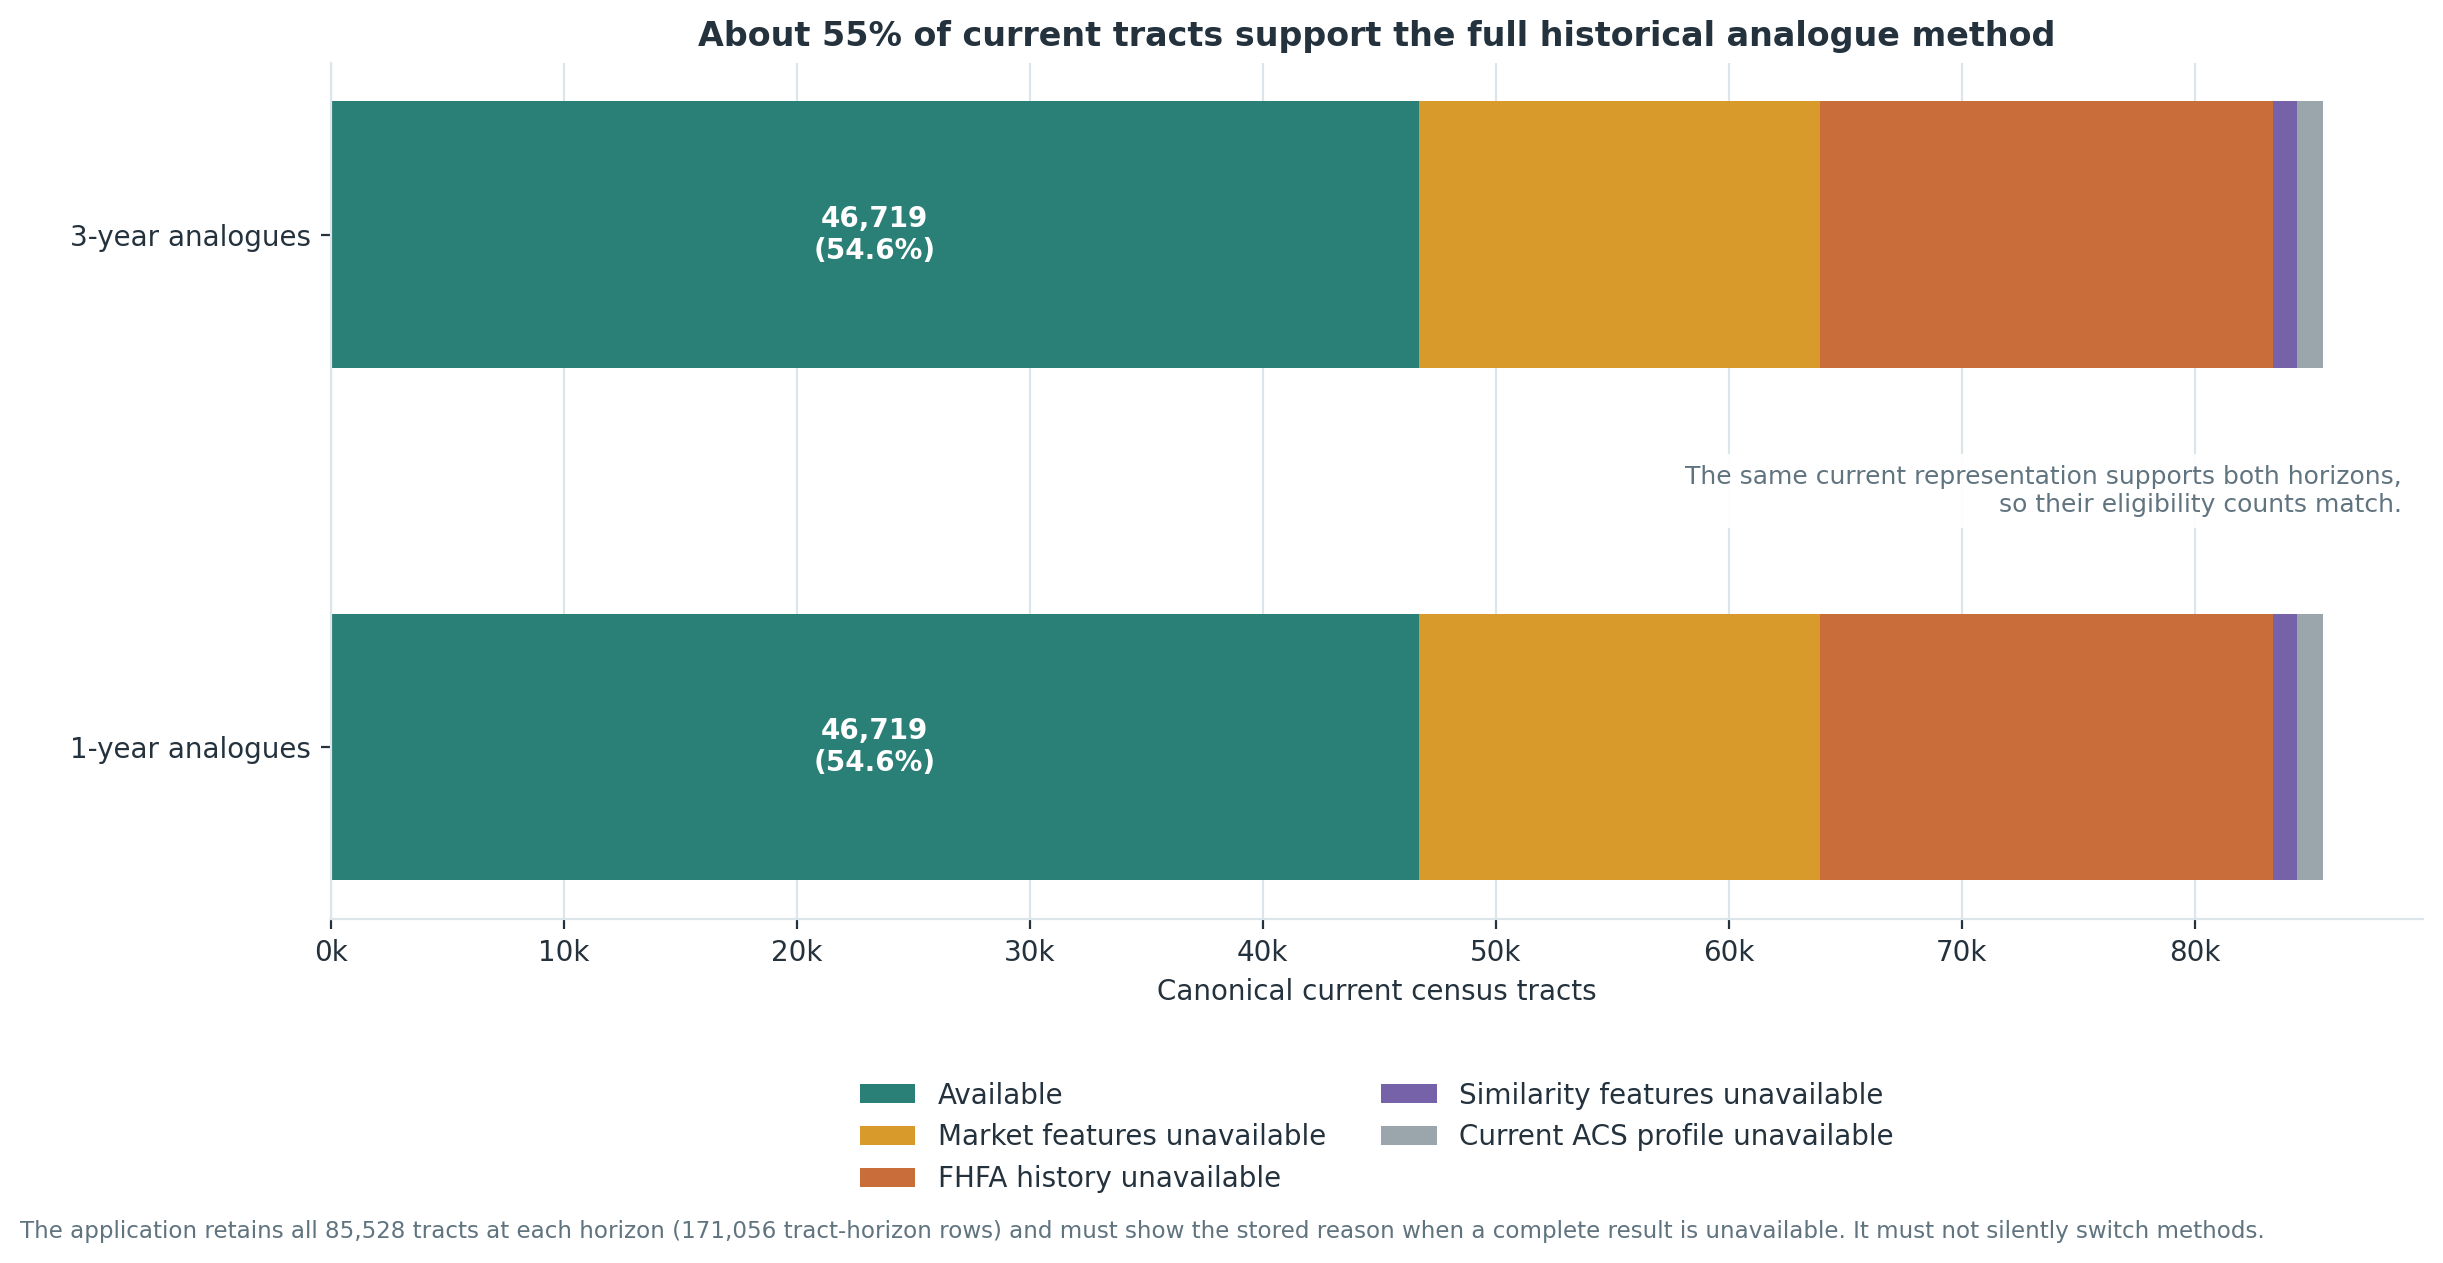 About 55% of current tracts support the full historical analogue method
3-year analogues
46,719
(54.6%)
The same current representation supports both horizons,
so their eligibility counts match.
1-year analogues
46,719
(54.6%)
0k 10k 20k 30k 40k 50k 60k 70k 80k
Canonical current census tracts
Available
Market features unavailable
FHFA history unavailable
Similarity features unavailable
Current ACS profile unavailable
The application retains all 85,528 tracts at each horizon (171,056 tract-horizon rows) and must show the stored reason when a complete result is unavailable. It must not silently switch methods.